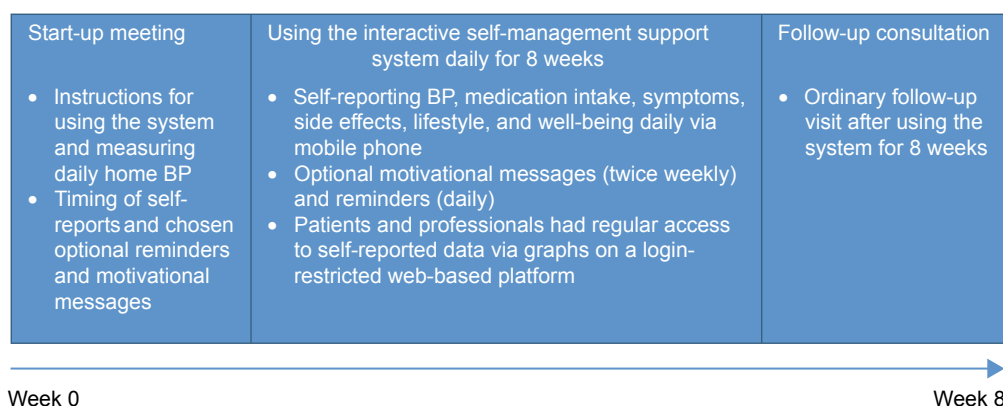 Start-up meeting
• Instructions for
using the system
and measuring
daily home BP
• Timing of self-
reports and chosen
optional reminders
and motivational
messages
Using the interactive self-management support
system daily for 8 weeks
• Self-reporting BP, medication intake, symptoms,
side effects, lifestyle, and well-being daily via
mobile phone
• Optional motivational messages (twice weekly)
and reminders (daily)
• Patients and professionals had regular access
to self-reported data via graphs on a login-
restricted web-based platform
Follow-up consultation
• Ordinary follow-up
visit after using the
system for 8 weeks
Week 0
Week 8